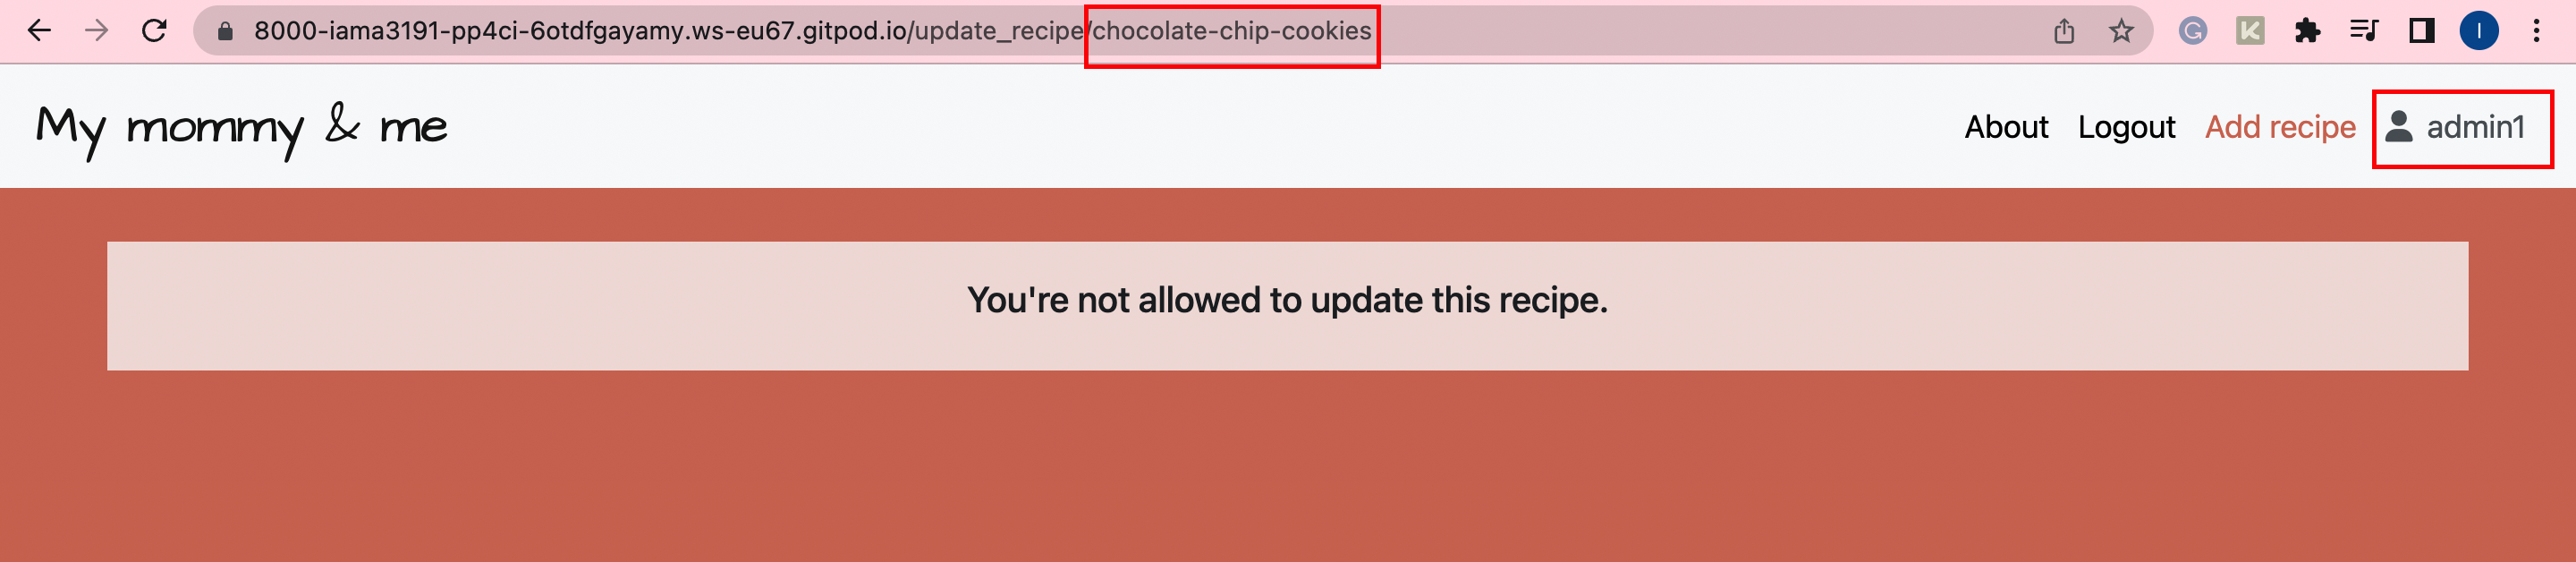 8000-iama3191-pp4ci-6otdfgayamy.ws-eu67.gitpod.io/update_recipe/chocolate-chip-cookies
G K I
My mommy & me
About Logout Add recipe admin1
You're not allowed to update this recipe.